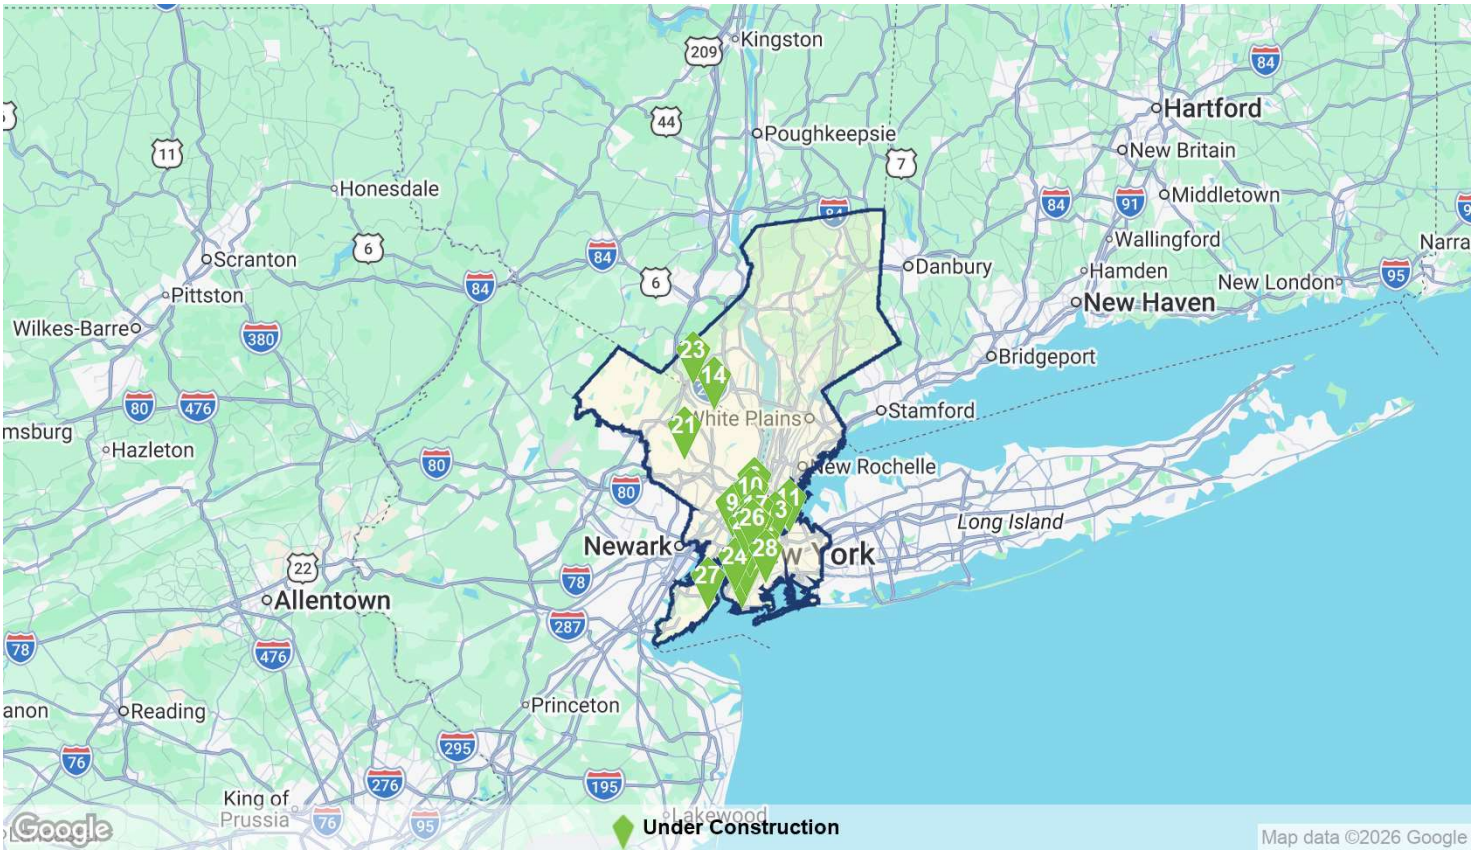 Kingston
209
84
Hartford
44
Poughkeepsie
New Britain
11
7
Honesdale
Middletown
84
91
84
Wallingford
Narra
6
Scranton
84
Danbury
Hamden
95
6
New London
Pittston
84
New Haven
Wilkes-Barre
380
23
Bridgeport
14
80
476
Stamford
White Plains
21
msburg
Hazleton
80
New Rochelle
80
10
11
9
3
26
Long Island
Newark
28
York
24
22
27
78
Allentown
287
78
476
Princeton
anon
Reading
295
76
276
195
King of
Prussia
76
95
Lakewood
Under Construction
Google
Map data ©2026 Google